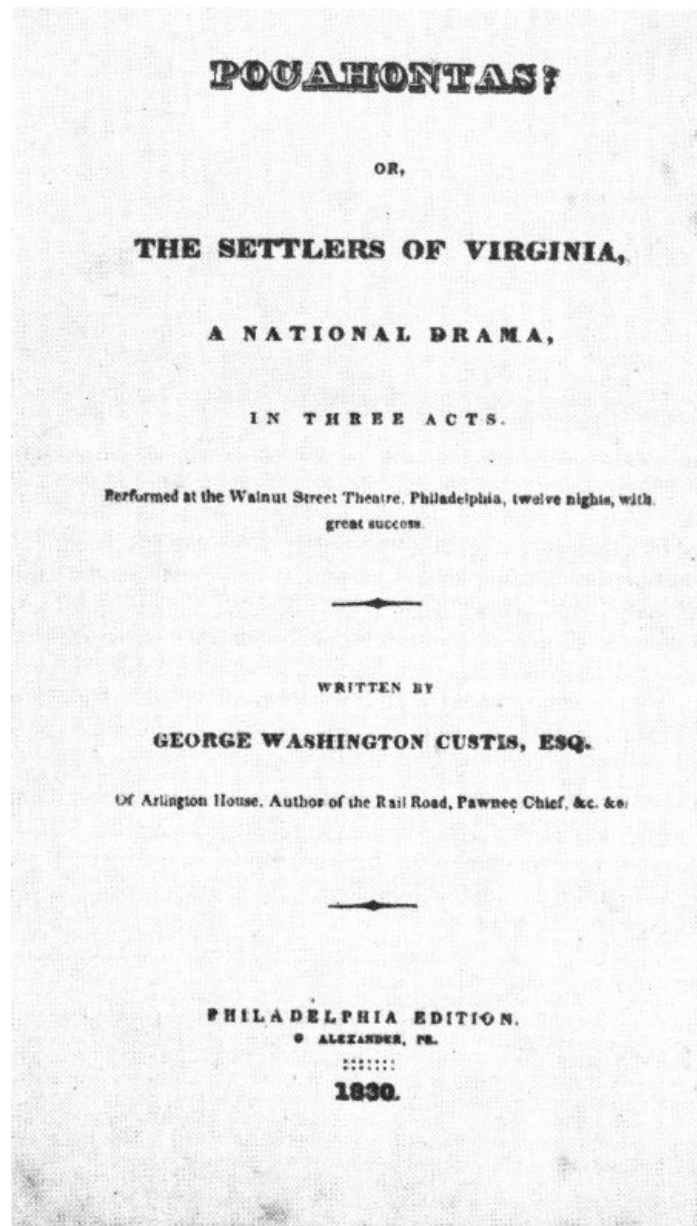 POCAHONTAS;
OR,
THE SETTLERS OF VIRGINIA,
A NATIONAL DRAMA,
IN THREE ACTS.
Performed at the Walnut Street Theatre, Philadelphia, twelve nights, with
great success.
WRITTEN BY
GEORGE WASHINGTON CUSTIS, ESQ.
Of Arlington House, Author of the Rail Road, Pawnee Chief, &c. &c.
PHILADELPHIA EDITION.
ALEXANDER, PR.
1830.